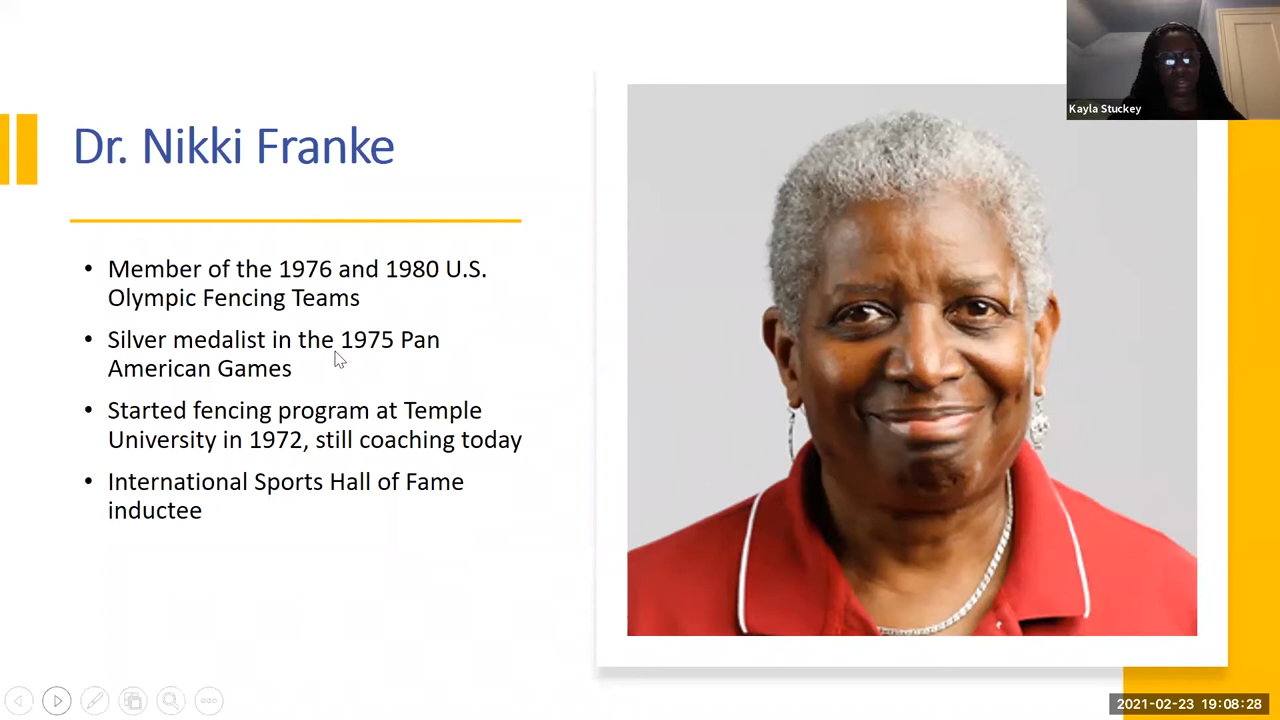 Kayla Stuckey
Dr. Nikki Franke
• Member of the 1976 and 1980 U.S.
Olympic Fencing Teams
• Silver medalist in the 1975 Pan
American Games
• Started fencing program at Temple
University in 1972, still coaching today
• International Sports Hall of Fame
inductee
2021-02-23 19:08:28